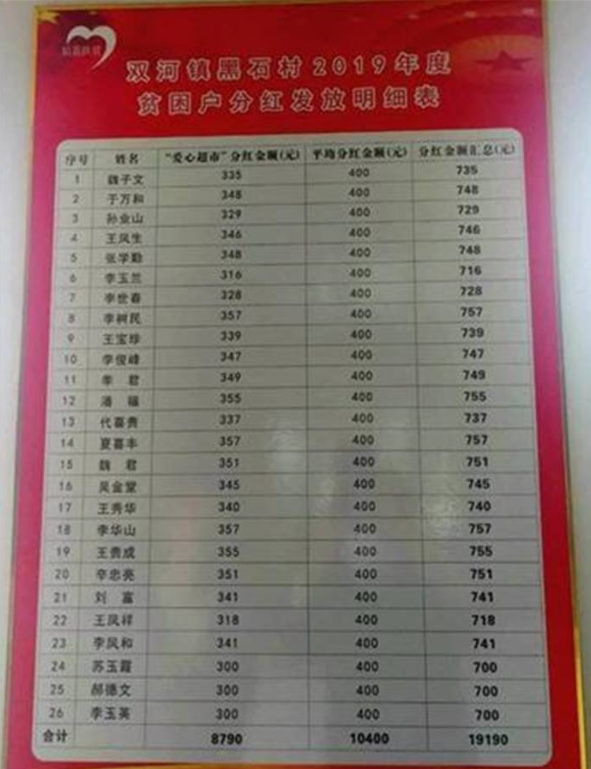 双河镇黑石村2019年度
贫困户分红发放明细表
序号 姓名 “爱心超市”分红金额(元) 平均分红金额(元) 分红金额汇总(元)
1 魏子文 335 400 735
2 于万和 348 400 748
3 孙业山 329 400 729
4 王凤生 346 400 746
5 张学勤 348 400 748
6 李玉兰 316 400 716
7 李世春 328 400 728
8 李树民 357 400 757
9 王宝珍 339 400 739
10 李俊峰 347 400 747
11 李君 349 400 749
12 潘福 355 400 755
13 代喜贵 337 400 737
14 夏喜丰 357 400 757
15 魏君 351 400 751
16 吴金堂 345 400 745
17 王秀华 340 400 740
18 李华山 357 400 757
19 王贵成 355 400 755
20 辛忠亮 351 400 751
21 刘富 341 400 741
22 王凤祥 318 400 718
23 李凤和 341 400 741
24 苏玉霞 300 400 700
25 郝德文 300 400 700
26 李玉英 300 400 700
合计 8790 10400 19190